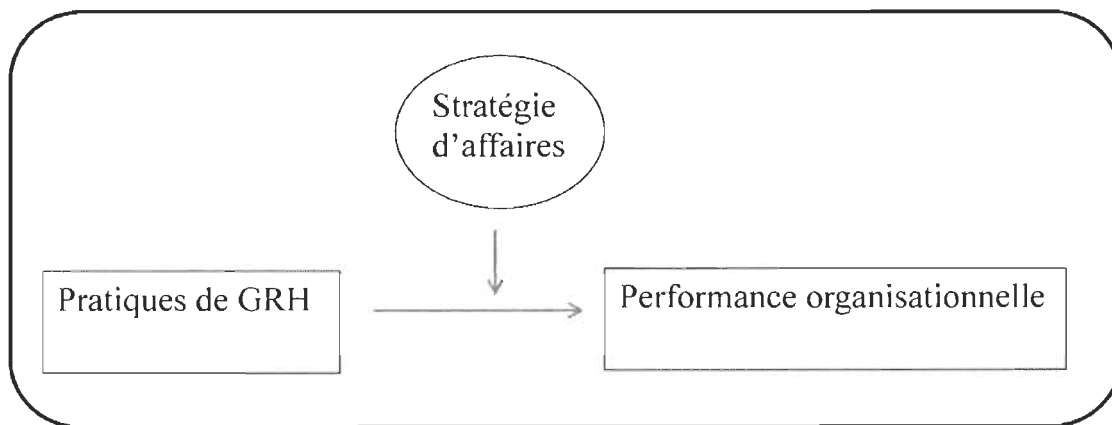 Stratégie
d’affaires
Pratiques de GRH
Performance organisationnelle